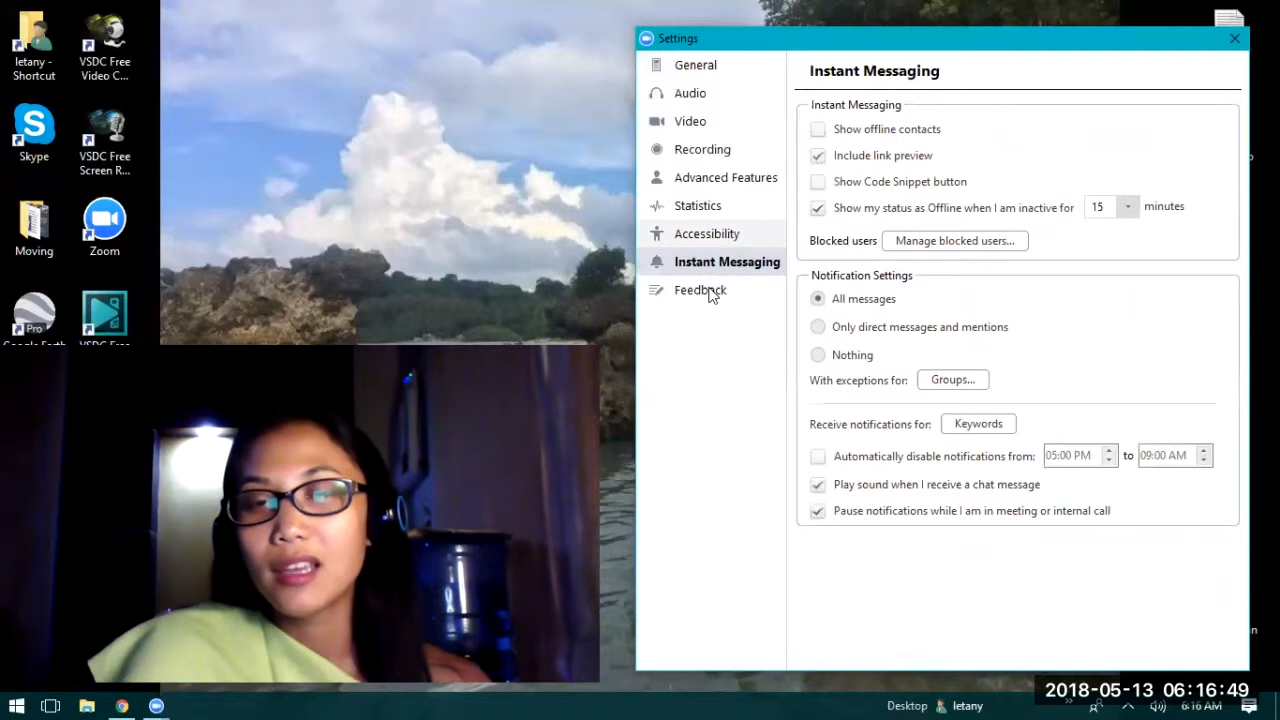 letany -
Shortcut
VSDC Free
Video C...
Skype
VSDC Free
Screen R...
Moving
Zoom
Pro
VSDC Free
Settings
General
Audio
Video
Recording
Advanced Features
Statistics
Accessibility
Instant Messaging
Feedback
Instant Messaging
Instant Messaging
Show offline contacts
Include link preview
Show Code Snippet button
Show my status as Offline when I am inactive for 15 minutes
Blocked users Manage blocked users...
Notification Settings
All messages
Only direct messages and mentions
Nothing
With exceptions for: Groups...
Receive notifications for: Keywords
Automatically disable notifications from: 05:00 PM to 09:00 AM
Play sound when I receive a chat message
Pause notifications while I am in meeting or internal call
2018-05-13 06:16:49
Desktop letany 6:16 AM